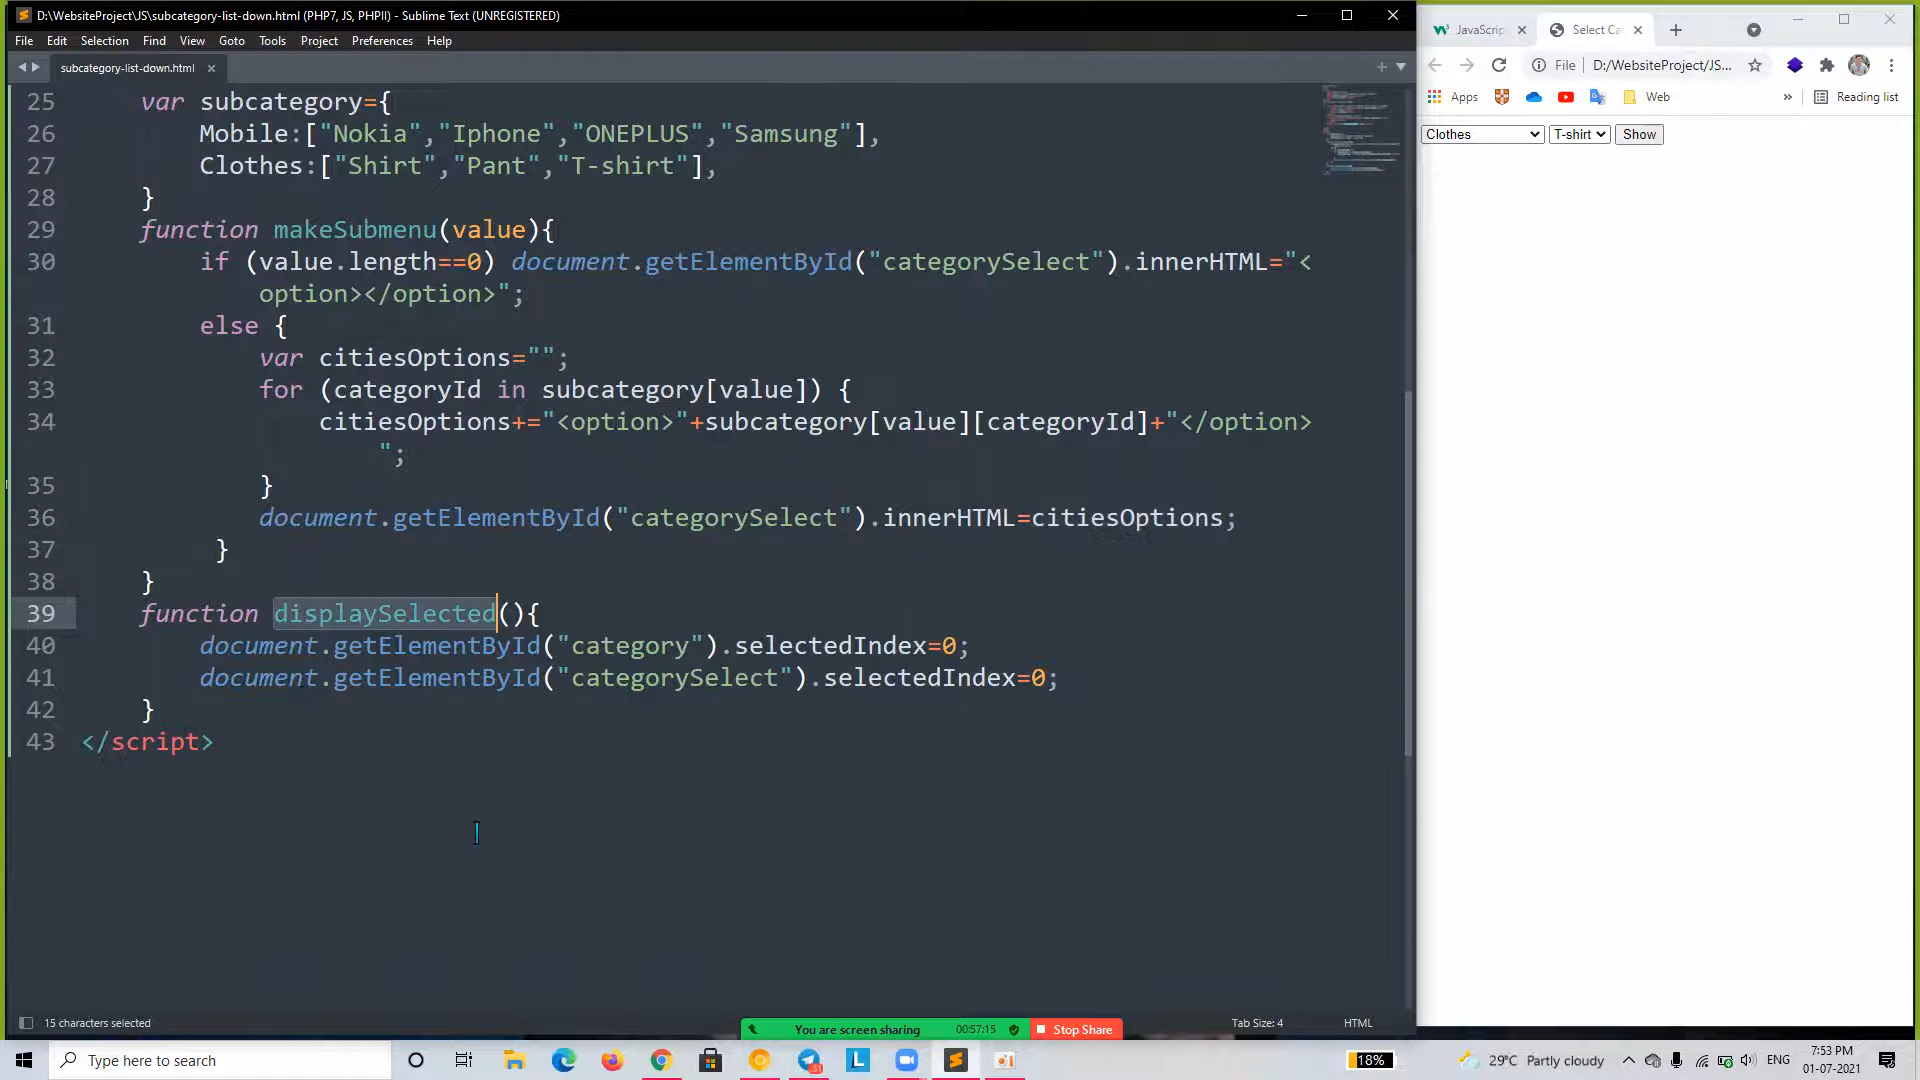 D:\WebsiteProject\JS\subcategory-list-down.html (PHP7, JS, PHPII) - Sublime Text (UNREGISTERED)
File Edit Selection Find View Goto Tools Project Preferences Help
subcategory-list-down.html
25 var subcategory={
26 Mobile:["Nokia","Iphone","ONEPLUS","Samsung"],
27 Clothes:["Shirt","Pant","T-shirt"],
28 }
29 function makeSubmenu(value){
30 if (value.length==0) document.getElementById("categorySelect").innerHTML="<
option></option>";
31 else {
32 var citiesOptions="";
33 for (categoryId in subcategory[value]) {
34 citiesOptions+="<option>"+subcategory[value][categoryId]+"</option>
";
35 }
36 document.getElementById("categorySelect").innerHTML=citiesOptions;
37 }
38 }
39 function displaySelected(){
40 document.getElementById("category").selectedIndex=0;
41 document.getElementById("categorySelect").selectedIndex=0;
42 }
43 </script>
15 characters selected
Tab Size: 4 HTML
JavaScrip Select Ca
File D:/WebsiteProject/JS...
Apps Web » Reading list
Clothes T-shirt Show
You are screen sharing 00:57:15 Stop Share
Type here to search
L
31
18%
29°C Partly cloudy
ENG
7:53 PM
01-07-2021